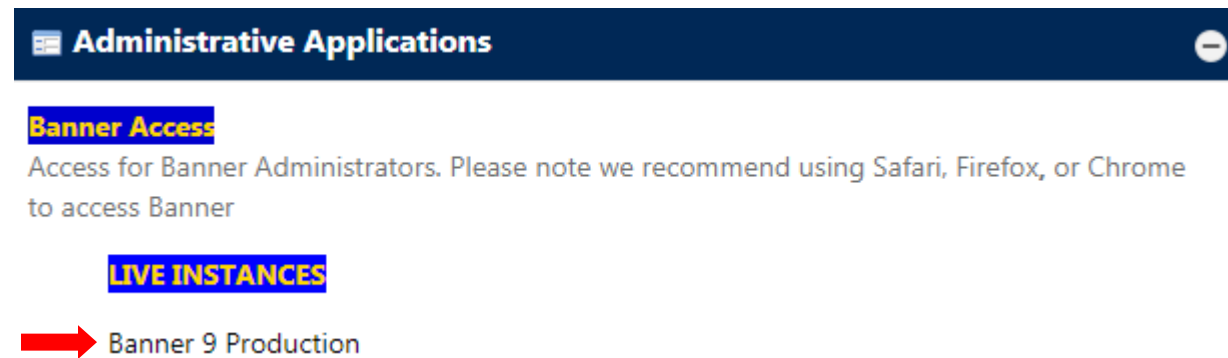 Administrative Applications
Banner Access
Access for Banner Administrators. Please note we recommend using Safari, Firefox, or Chrome
to access Banner
LIVE INSTANCES
Banner 9 Production